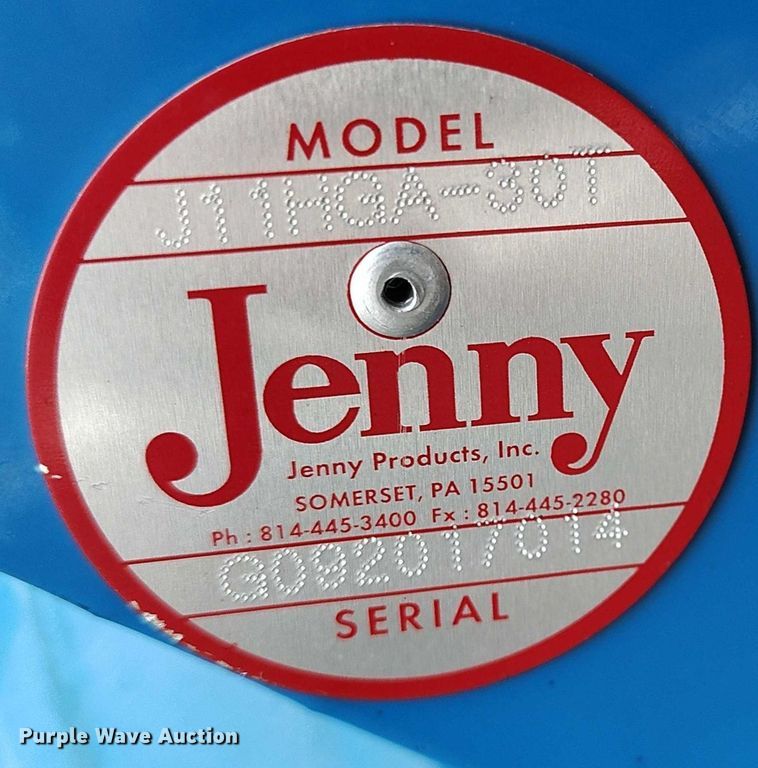 MODEL
J11HGA-30T
Jenny
Jenny Products, Inc.
SOMERSET, PA 15501
Ph : 814-445-3400 Fx : 814-445-2280
G092017014
SERIAL
Purple Wave Auction